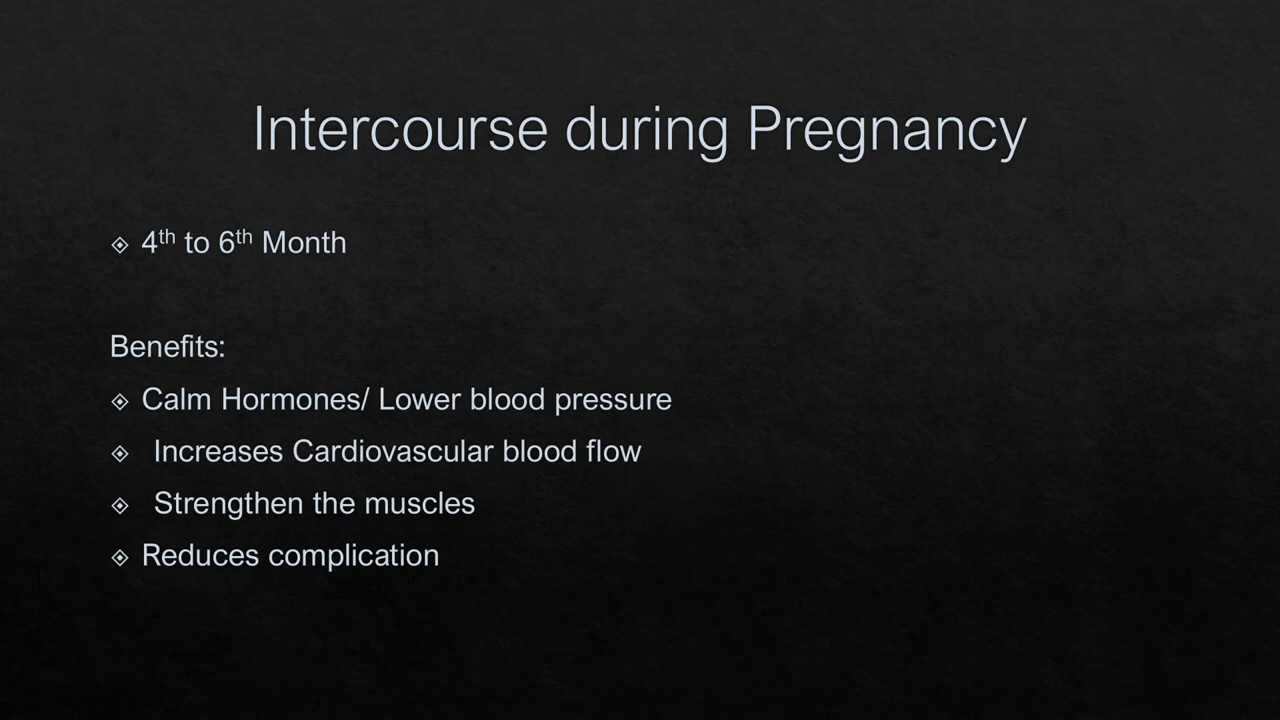 Intercourse during Pregnancy
4th to 6th Month
Benefits:
Calm Hormones/ Lower blood pressure
Increases Cardiovascular blood flow
Strengthen the muscles
Reduces complication